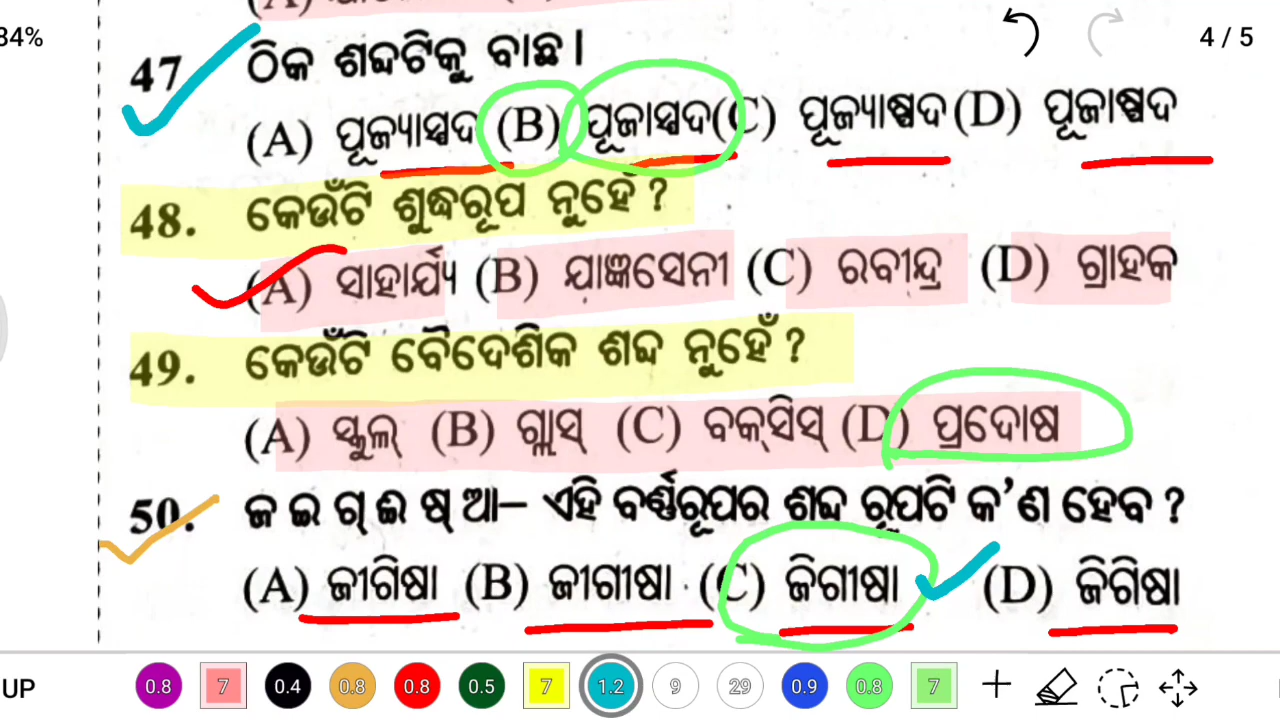 84%
4 / 5
47 ଠିକ ଶବ୍ଦଟିକୁ ବାଛ।
(A) ପୂଜ୍ୟାସ୍ପଦ (B) ପୂଜାସ୍ପଦ (C) ପୂଜ୍ୟାଷ୍ପଦ (D) ପୂଜାଷ୍ପଦ
48. କେଉଁଟି ଶୁଦ୍ଧରୂପ ନୁହେଁ ?
(A) ସାହାର୍ଯ୍ୟ (B) ଯାଜ୍ଞସେନୀ (C) ରବୀନ୍ଦ୍ର (D) ଗ୍ରାହକ
49. କେଉଁଟି ବୈଦେଶିକ ଶବ୍ଦ ନୁହେଁ ?
(A) ସ୍କୁଲ୍ (B) ଗ୍ଲାସ୍ (C) ବକ୍‌ସିସ୍ (D) ପ୍ରଦୋଷ
50. ଜ ଇ ଗ୍ ଈ ଷ୍ ଆ– ଏହି ବର୍ଣ୍ଣରୂପର ଶବ୍ଦ ରୂପଟି କ'ଣ ହେବ ?
(A) ଜୀଗିଷା (B) ଜୀଗୀଷା (C) ଜିଗୀଷା (D) ଜିଗିଷା
UP 0.8 7 0.4 0.8 0.8 0.5 7 1.2 9 29 0.9 0.8 7